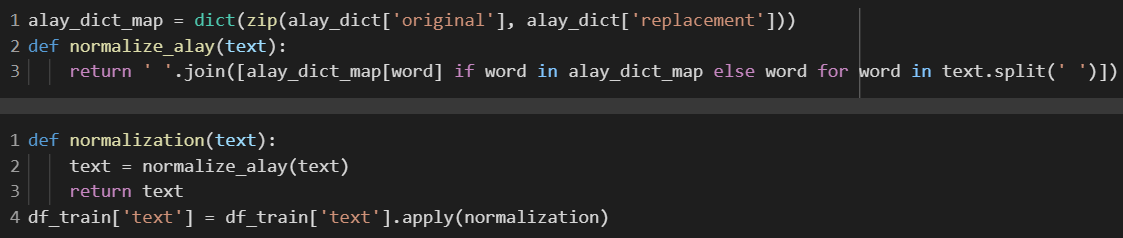 1 alay_dict_map = dict(zip(alay_dict['original'], alay_dict['replacement']))
2 def normalize_alay(text):
3     return ' '.join([alay_dict_map[word] if word in alay_dict_map else word for word in text.split(' ')])
1 def normalization(text):
2     text = normalize_alay(text)
3     return text
4 df_train['text'] = df_train['text'].apply(normalization)